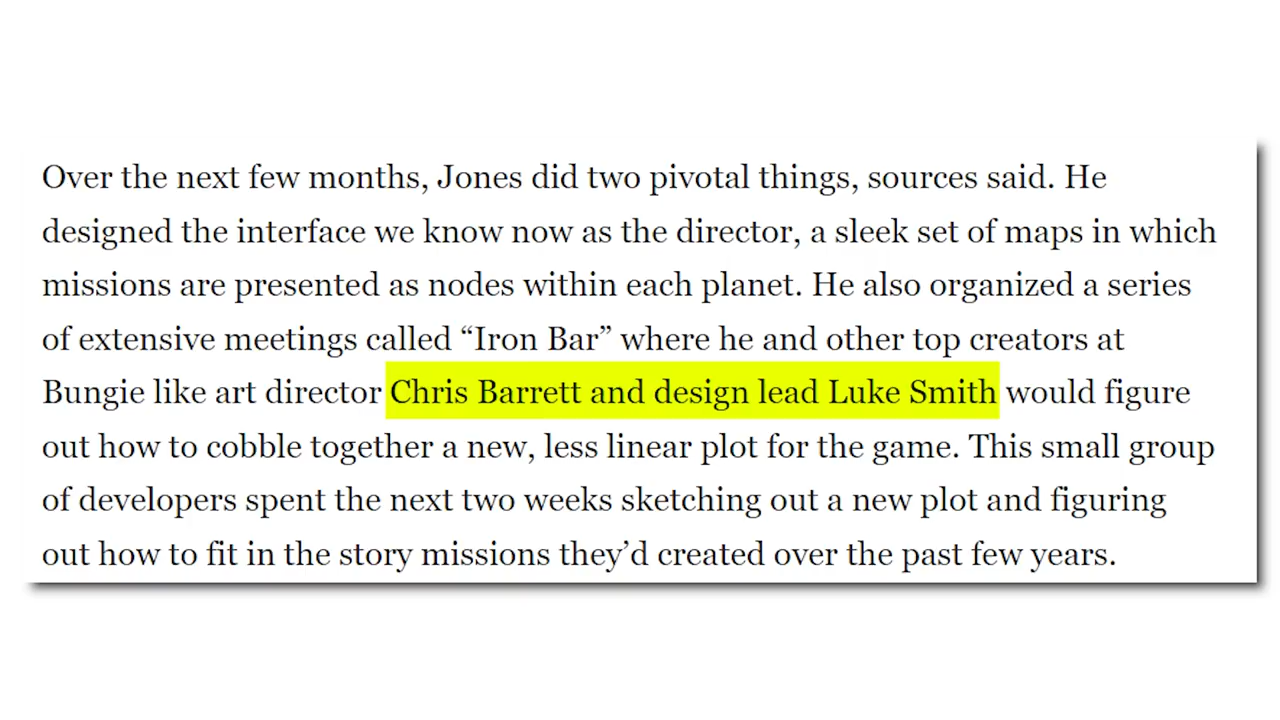 Over the next few months, Jones did two pivotal things, sources said. He
designed the interface we know now as the director, a sleek set of maps in which
missions are presented as nodes within each planet. He also organized a series
of extensive meetings called “Iron Bar” where he and other top creators at
Bungie like art director Chris Barrett and design lead Luke Smith would figure
out how to cobble together a new, less linear plot for the game. This small group
of developers spent the next two weeks sketching out a new plot and figuring
out how to fit in the story missions they’d created over the past few years.